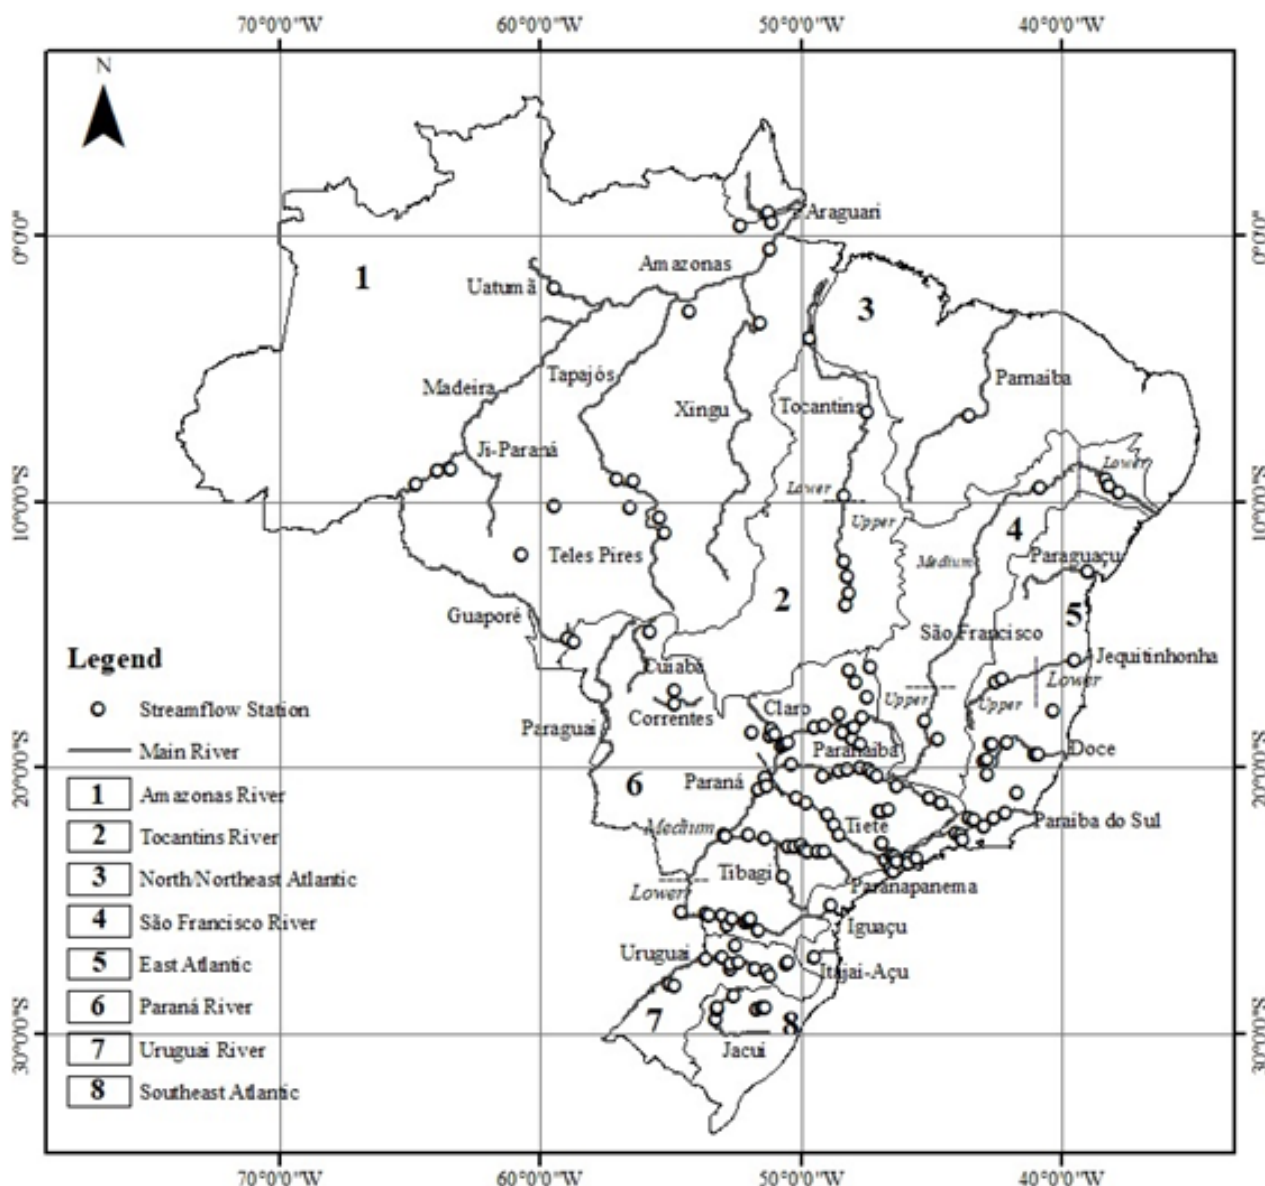 70°0'0"W 60°0'0"W 50°0'0"W 40°0'0"W
N
Araguari
0°0'0" 0°0'0"
Amazonas
1
Uatumã
3
Madeira
Tapajós
Parnaiba
Xingu
Tocantins
Ji-Paraná
Lower
Lower
10°0'0"S
Upper
4
Teles Pires
Medium
Paraguaçu
2
5
Guaporé
São Francisco
Legend
Cuiabá
Jequitinhonha
Lower
Streamflow Station
Correntes
Claro
Upper
Upper
Paraguai
Main River
Paranaiba
Doce
20°0'0"S 20°0'0"S
6
Paraná
1 Amazonas River
Medium
Tietê
Paraiba do Sul
2 Tocantins River
Tibagi
3 North/Northeast Atlantic
Lower
Paranapanema
4 São Francisco River
Iguaçu
Uruguai
5 East Atlantic
Itajai-Açu
6 Paraná River
7
8
30°0'0"S 30°0'0"S
7 Uruguai River
Jacui
8 Southeast Atlantic
70°0'0"W 60°0'0"W 50°0'0"W 40°0'0"W